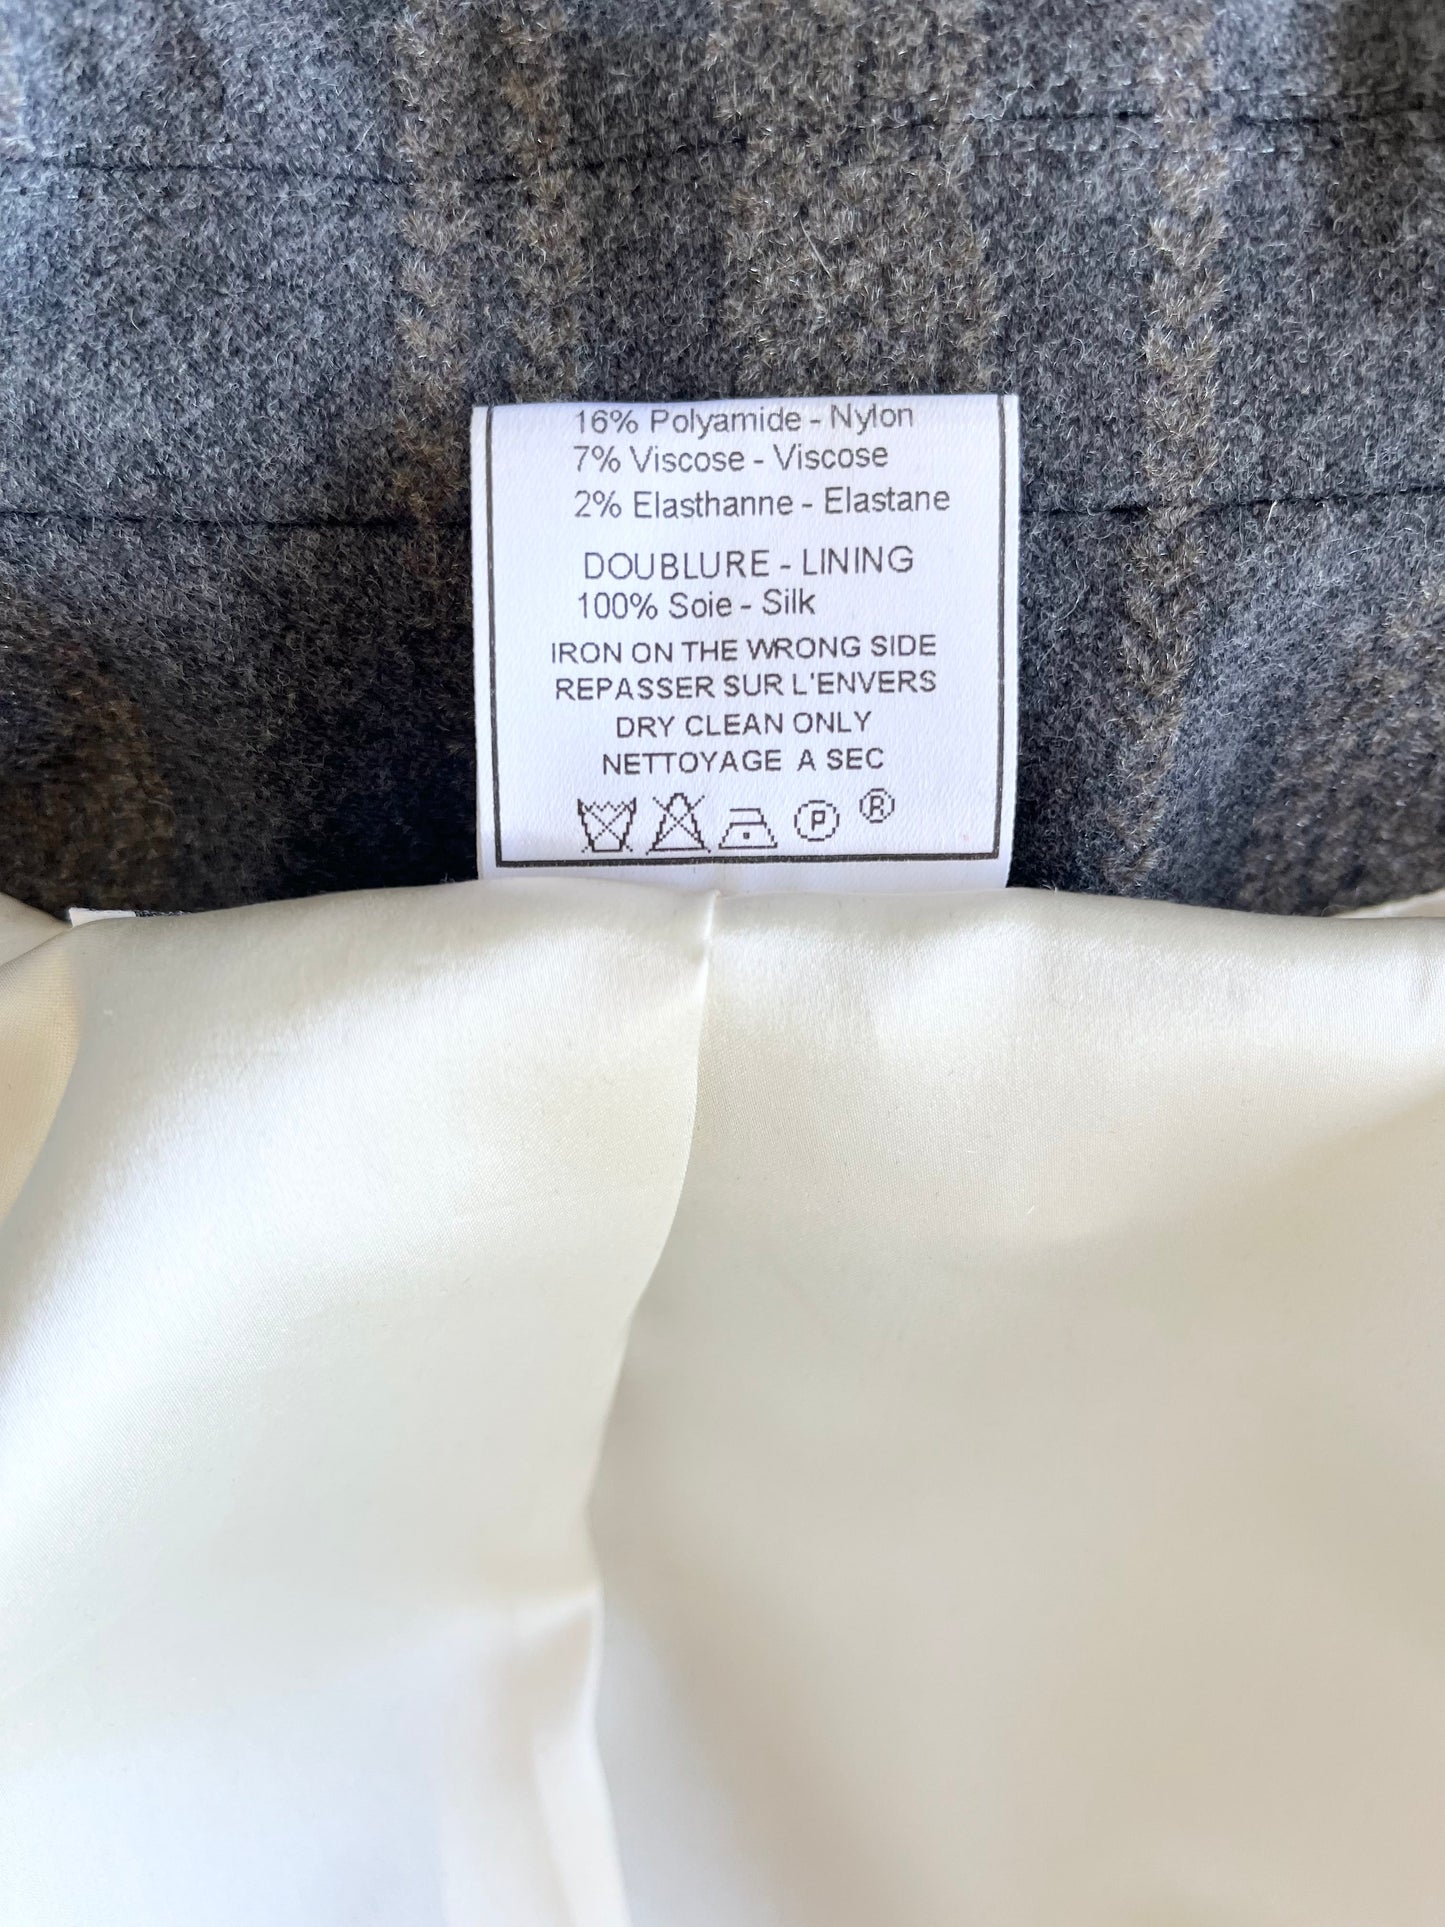 16% Polyamide - Nylon
7% Viscose - Viscose
2% Elasthanne - Elastane
DOUBLURE - LINING
100% Soie - Silk
IRON ON THE WRONG SIDE
REPASSER SUR L'ENVERS
DRY CLEAN ONLY
NETTOYAGE A SEC
P ®